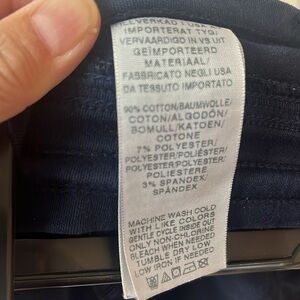 TILLVERKAD I USA
IMPORTERAT TYG/
VERVAARDIGD IN VS UIT
GEÏMPORTEERD
MATERIAAL/
FABBRICATO NEGLI USA
DA TESSUTO IMPORTATO
90% COTTON/BAUMWOLLE/
COTON/ALGODÓN/
BOMULL/KATOEN/
COTONE
7% POLYESTER/
POLYESTER/POLIÉSTER/
POLYESTER/POLYESTER/
POLIESTERE
3% SPANDEX/
SPANDEX
MACHINE WASH COLD
WITH LIKE COLORS
GENTLE CYCLE INSIDE OUT
ONLY NON-CHLORINE
BLEACH WHEN NEEDED
TUMBLE DRY LOW
LOW IRON IF NEEDED